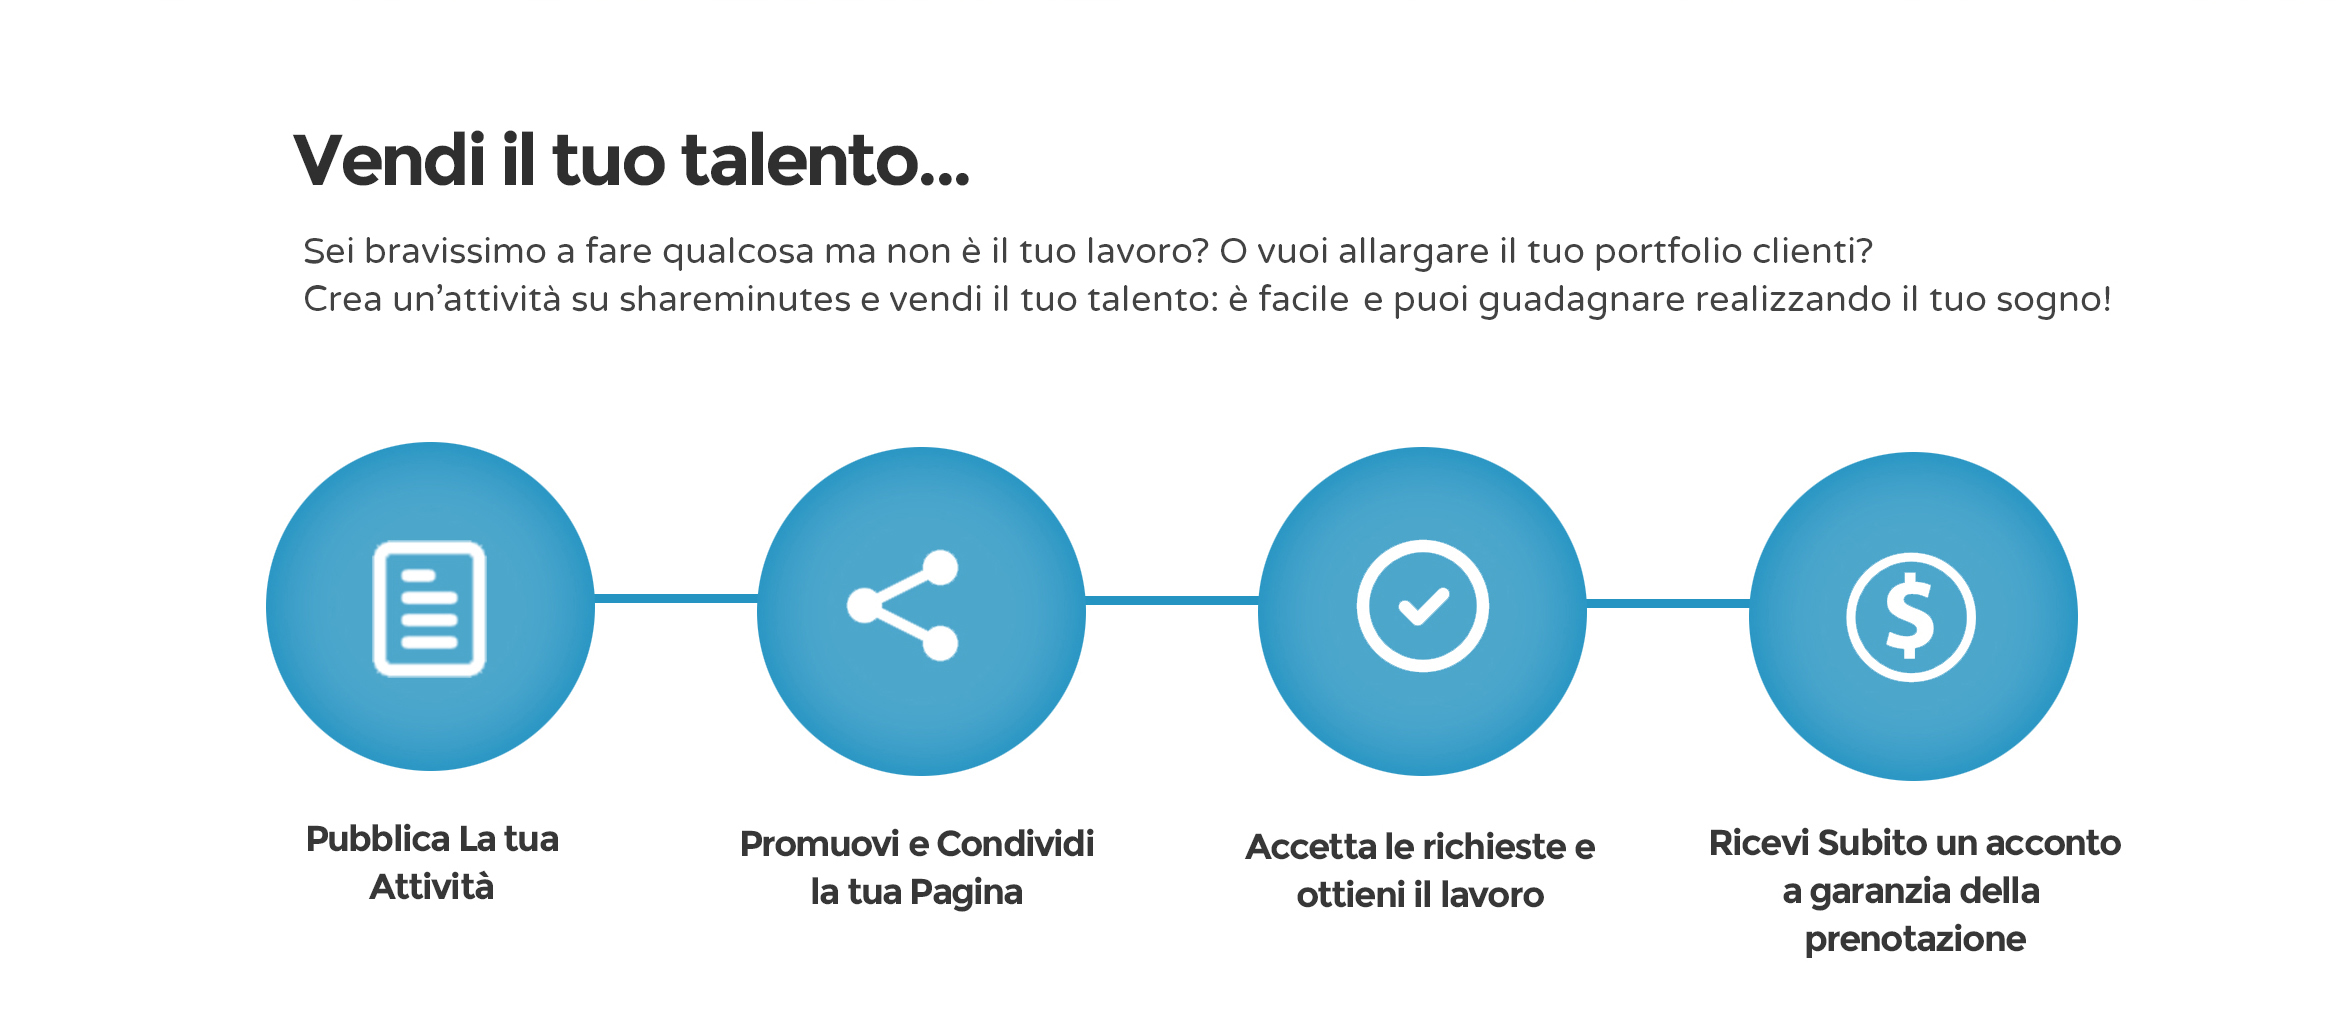 Vendi il tuo talento...
Sei bravissimo a fare qualcosa ma non è il tuo lavoro? O vuoi allargare il tuo portfolio clienti?
Crea un’attività su shareminutes e vendi il tuo talento: è facile e puoi guadagnare realizzando il tuo sogno!
Pubblica La tua
Attività
Promuovi e Condividi
la tua Pagina
Accetta le richieste e
ottieni il lavoro
Ricevi Subito un acconto
a garanzia della
prenotazione